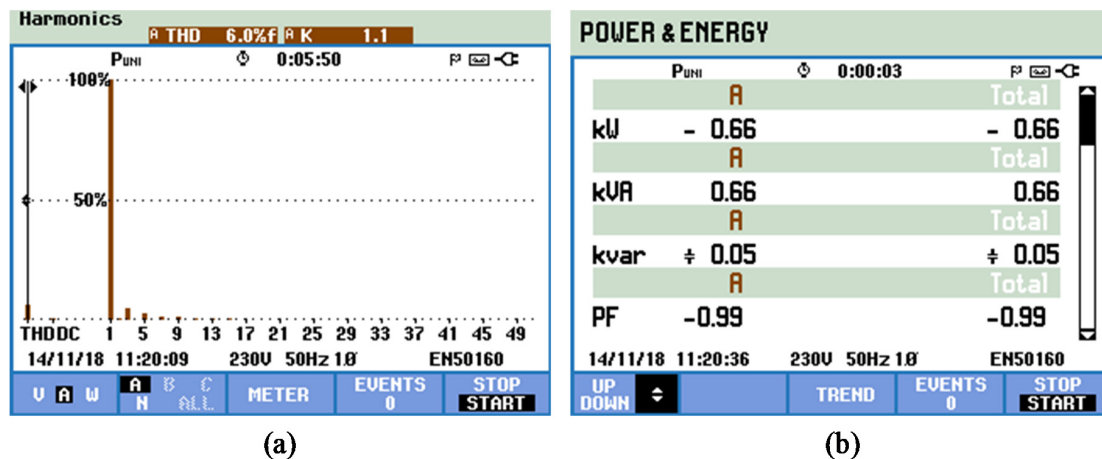 Harmonics
A THD 6.0%f A K 1.1
PUNI 0:05:50
100%
50%
THD DC 1 5 9 13 17 21 25 29 33 37 41 45 49
14/11/18 11:20:09 230V 50Hz 1Ø EN50160
V A W A B C N ALL METER EVENTS 0 STOP START
(a)
POWER & ENERGY
PUNI 0:00:03
A Total
kW - 0.66 - 0.66
A Total
kVA 0.66 0.66
A Total
kvar 0.05 0.05
A Total
PF -0.99 -0.99
14/11/18 11:20:36 230V 50Hz 1Ø EN50160
UP DOWN TREND EVENTS 0 STOP START
(b)